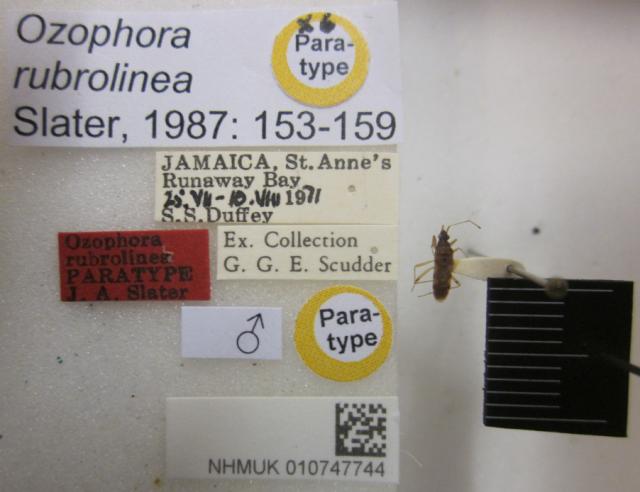 Ozophora
rubrolinea
Slater, 1987: 153-159
x6
Para-
type
JAMAICA, St. Anne's
Runaway Bay
25.VII-10.VIII 1971
S.S. Duffey
Ozophora
rubrolinea
PARATYPE
J. A. Slater
Ex. Collection
G. G. E. Scudder
♂
Para-
type
NHMUK 010747744